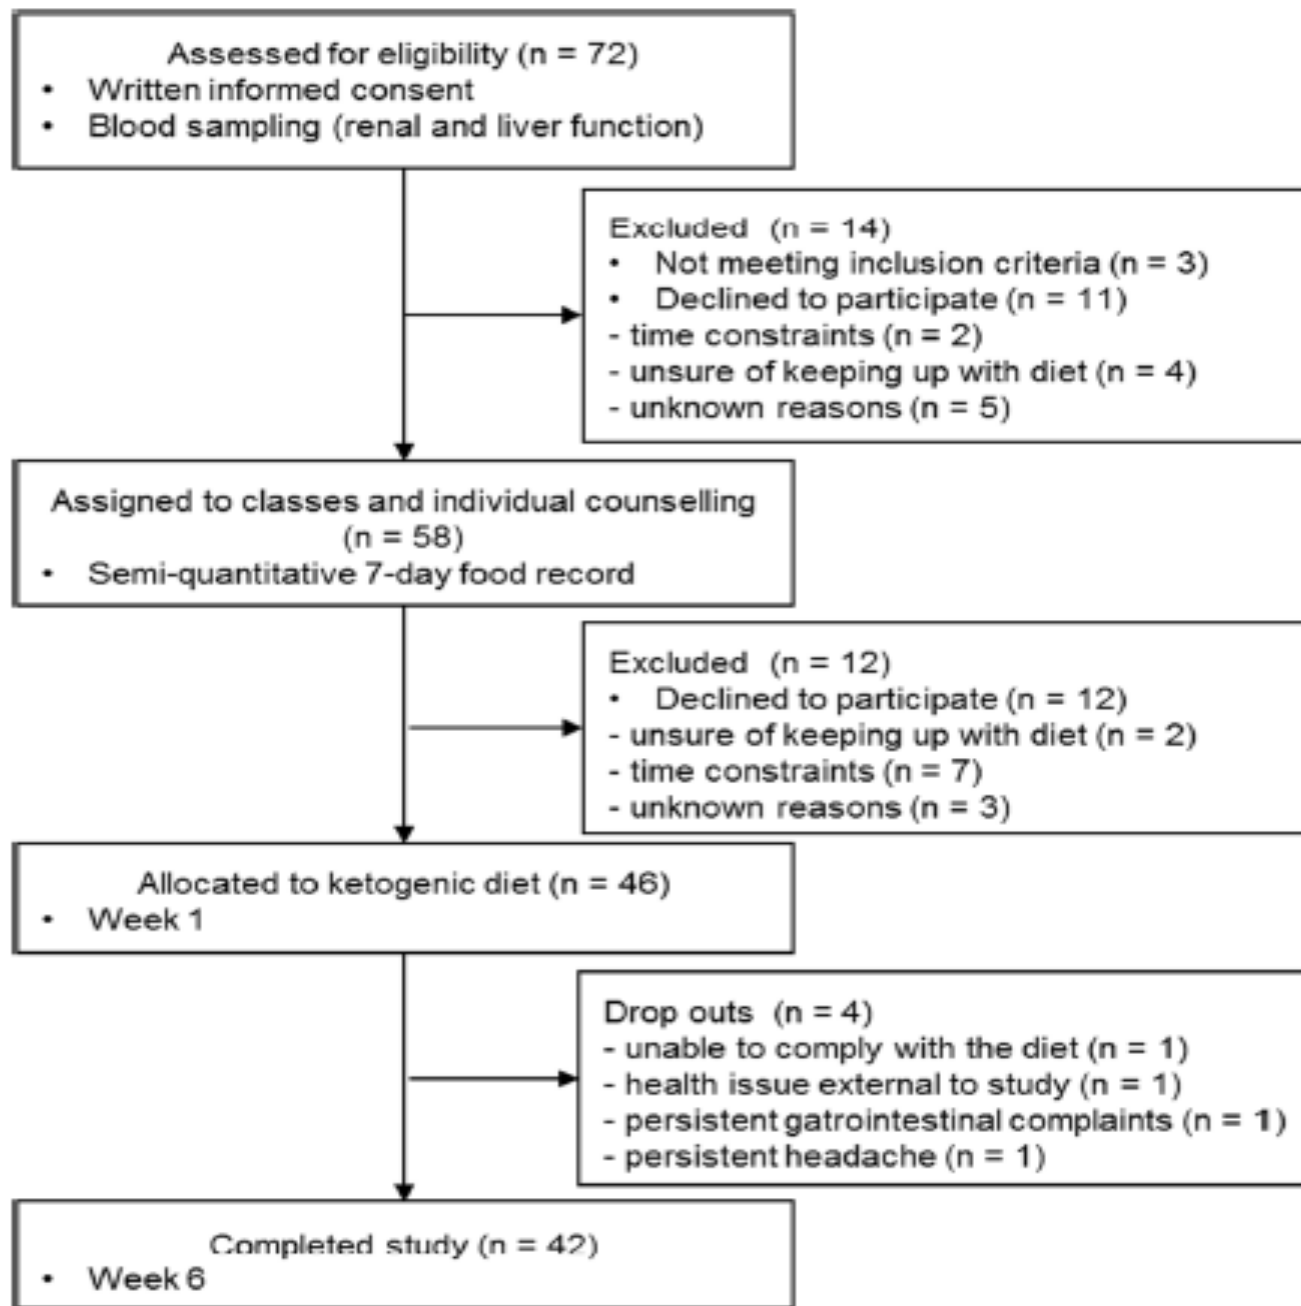 Assessed for eligibility (n = 72)
• Written informed consent
• Blood sampling (renal and liver function)
Excluded (n = 14)
• Not meeting inclusion criteria (n = 3)
• Declined to participate (n = 11)
- time constraints (n = 2)
- unsure of keeping up with diet (n = 4)
- unknown reasons (n = 5)
Assigned to classes and individual counselling
(n = 58)
• Semi-quantitative 7-day food record
Excluded (n = 12)
• Declined to participate (n = 12)
- unsure of keeping up with diet (n = 2)
- time constraints (n = 7)
- unknown reasons (n = 3)
Allocated to ketogenic diet (n = 46)
• Week 1
Drop outs (n = 4)
- unable to comply with the diet (n = 1)
- health issue external to study (n = 1)
- persistent gatrointestinal complaints (n = 1)
- persistent headache (n = 1)
Completed study (n = 42)
• Week 6